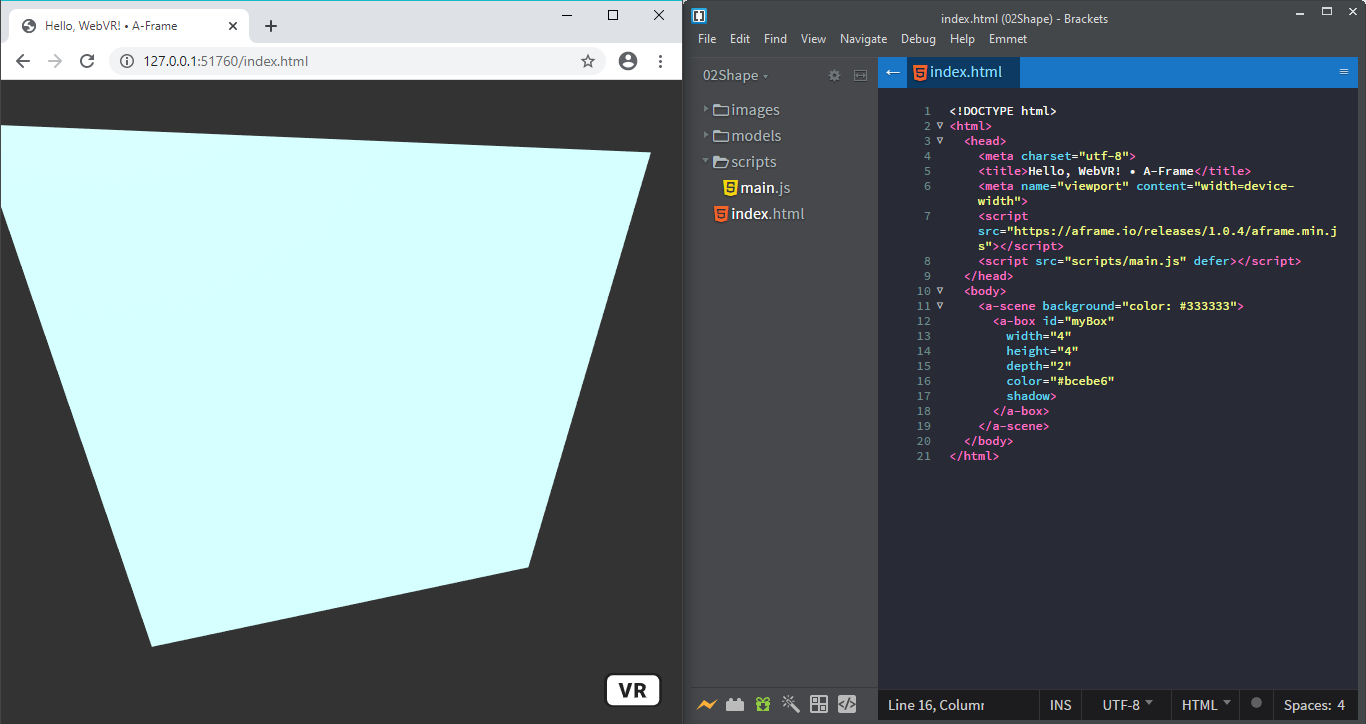 Hello, WebVR! • A-Frame
127.0.0.1:51760/index.html
VR
index.html (02Shape) - Brackets
File Edit Find View Navigate Debug Help Emmet
02Shape
images
models
scripts
main.js
index.html
index.html
1 <!DOCTYPE html>
2 <html>
3 <head>
4 <meta charset="utf-8">
5 <title>Hello, WebVR! • A-Frame</title>
6 <meta name="viewport" content="width=device-
width">
7 <script
src="https://aframe.io/releases/1.0.4/aframe.min.j
s"></script>
8 <script src="scripts/main.js" defer></script>
9 </head>
10 <body>
11 <a-scene background="color: #333333">
12 <a-box id="myBox"
13 width="4"
14 height="4"
15 depth="2"
16 color="#bcebe6"
17 shadow>
18 </a-box>
19 </a-scene>
20 </body>
21 </html>
Line 16, Colum INS UTF-8 HTML Spaces: 4